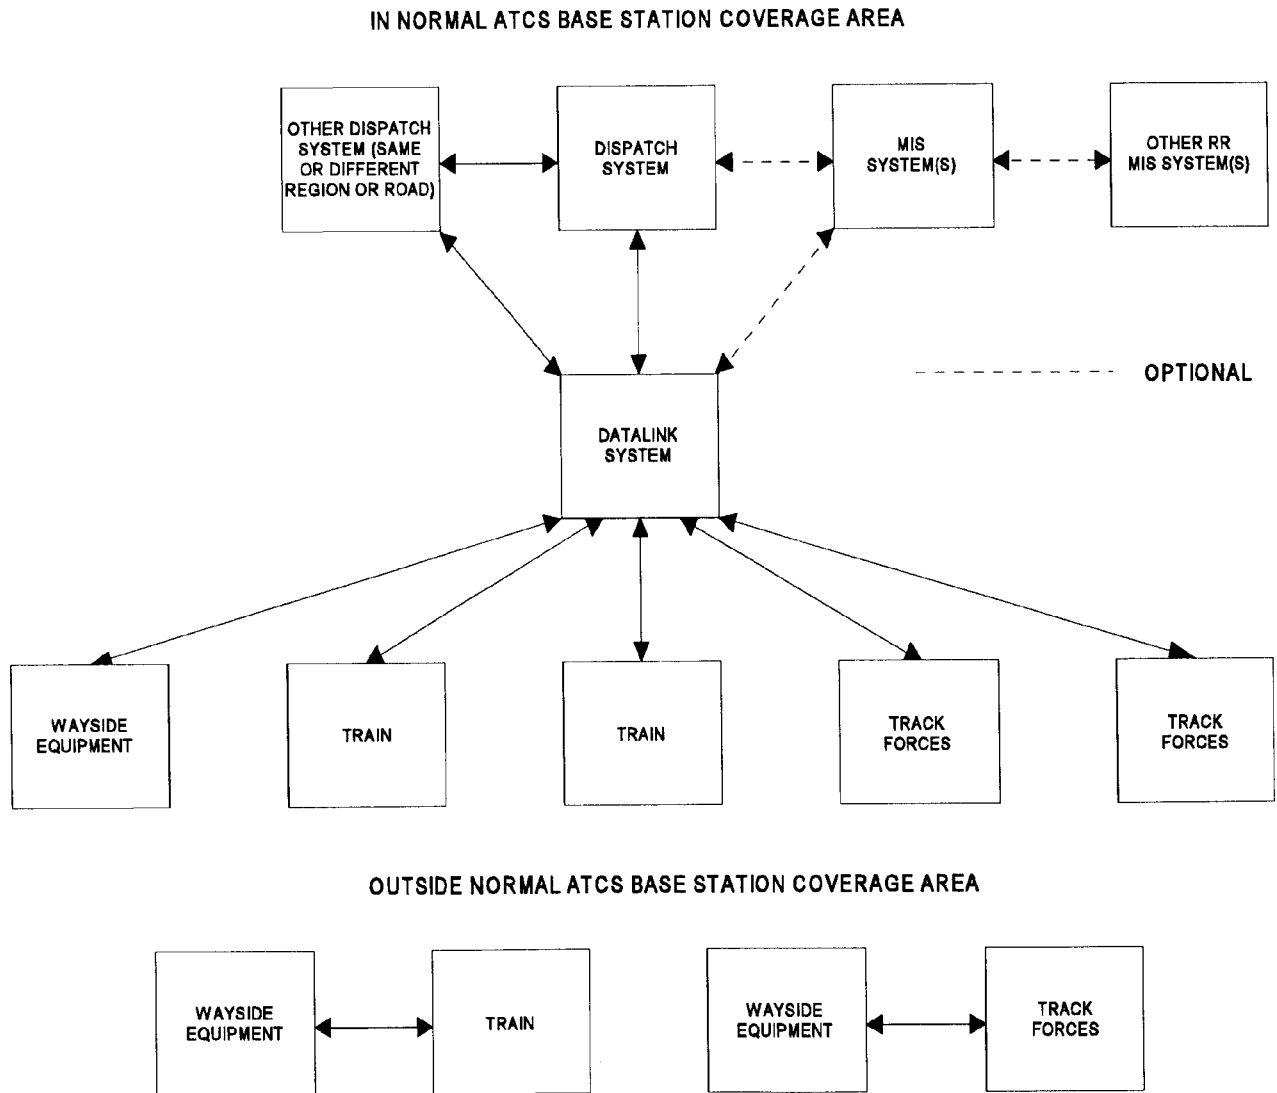 IN NORMAL ATCS BASE STATION COVERAGE AREA
OTHER DISPATCH
SYSTEM (SAME
OR DIFFERENT
REGION OR ROAD)
DISPATCH
SYSTEM
MIS
SYSTEM(S)
OTHER RR
MIS SYSTEM(S)
OPTIONAL
DATALINK
SYSTEM
WAYSIDE
EQUIPMENT
TRAIN
TRAIN
TRACK
FORCES
TRACK
FORCES
OUTSIDE NORMAL ATCS BASE STATION COVERAGE AREA
WAYSIDE
EQUIPMENT
TRAIN
WAYSIDE
EQUIPMENT
TRACK
FORCES